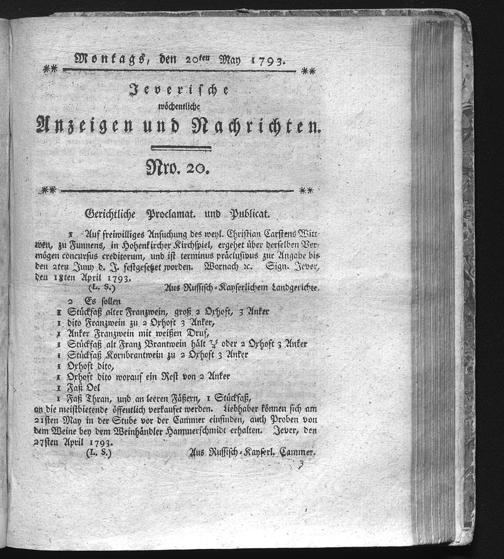 Montags, den 20ten May 1793.
Jeverische
wöchentliche
Anzeigen und Nachrichten.
Nro. 20.
Gerichtliche Proclamat. und Publicat.
1 Auf freiwilliges Ansuchung des weyl. Christian Carstens Witt
wen, zu Funnens, in Hohenkircher Kirchspiel, ergehet über derselben Ver-
mögen concursus creditorum, und ist terminus präclusivus zur Angabe bis
den 2ten Juny d. J. festgesetzt worden. Wornach ꝛc. Sign. Jever,
den 18ten April 1793.
(L. S.) Aus Russisch-Kayserlichem Landgerichte.
2 Es sollen
1 Stückfaß alter Franzwein, groß 2 Oxhoft, 3 Anker
1 dito Franzwein zu 2 Oxhoft 3 Anker,
1 Anker Franzwein mit weißen Druf,
1 Stückfaß alt Franz Brantwein hält oder 2 Oxhoft 3 Anker
1 Stückfaß Kornbrantwein zu 2 Oxhoft 3 Anker
1 Oxhoft dito,
1 Oxhoft dito worauf ein Rest von 2 Anker
1 Faß Oel
1 Faß Thran, und an leeren Fäßern, 1 Stückfaß,
an die meistbietende öffentlich verkaufet werden. Liebhaber können sich am
21sten May in der Stube vor der Cammer einfinden, auch Proben von
dem Weine bey dem Weinhändler Hammerschmidt erhalten. Jever, den
27sten April 1793.
(L. S.) Aus Russisch-Kayserl. Cammer.
3